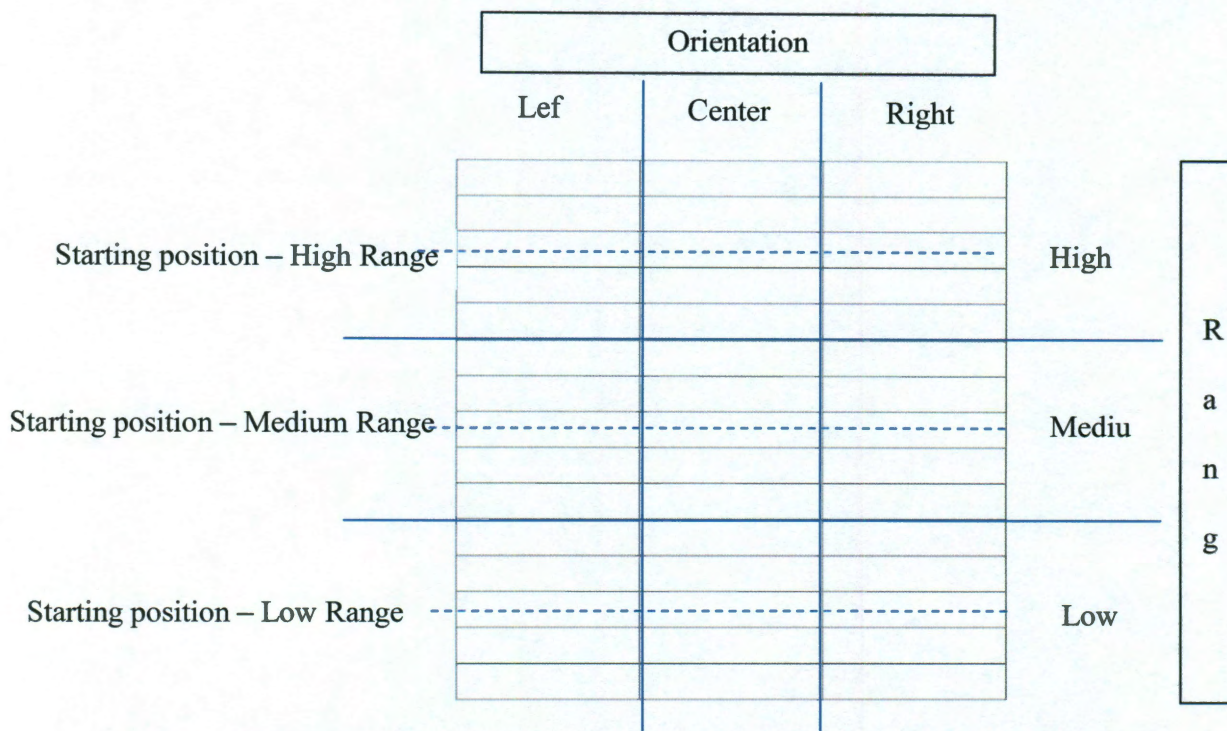 Orientation
Lef Center Right
Starting position – High Range High
Starting position – Medium Range Mediu
Starting position – Low Range Low
R
a
n
g